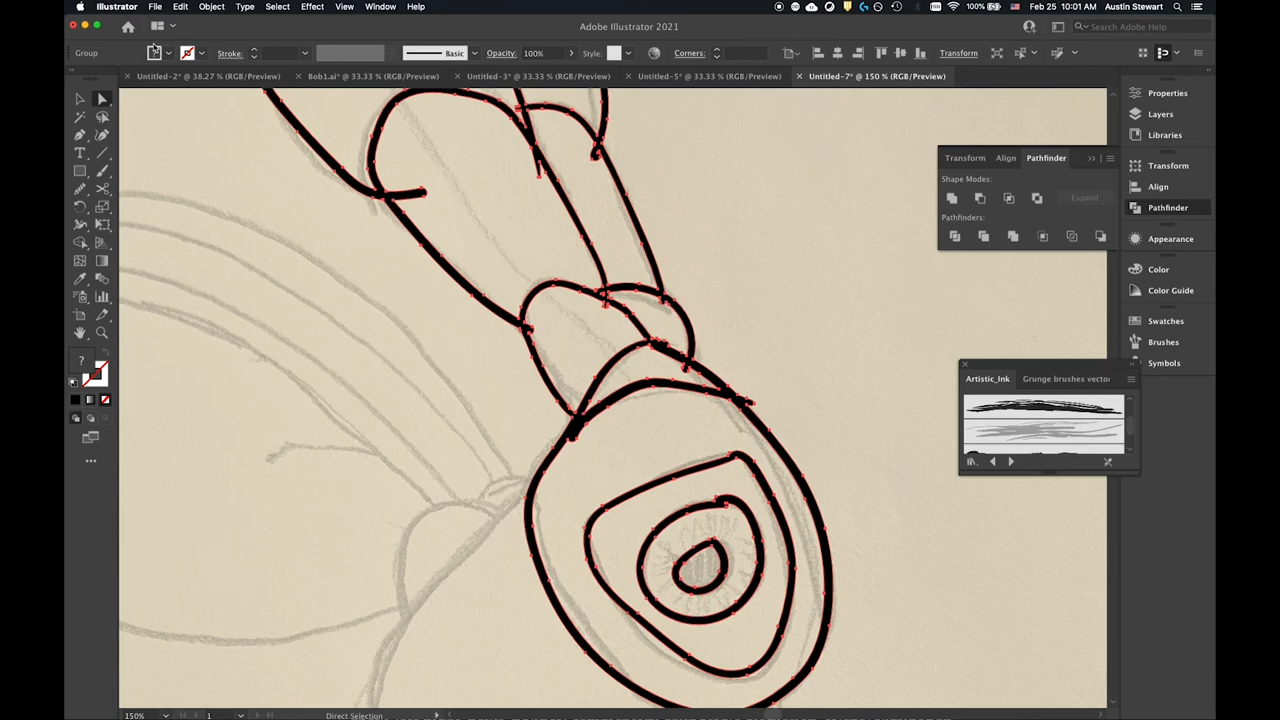 Illustrator File Edit Object Type Select Effect View Window Help 100% Feb 25 10:01 AM Austin Stewart
Adobe Illustrator 2021
Search Adobe Help
Group Stroke: Basic Opacity: 100% Style: Corners: Transform
Untitled-2* @ 38.27 % (RGB/Preview) Bob1.ai* @ 33.33 % (RGB/Preview) Untitled-3* @ 33.33 % (RGB/Preview) Untitled-5* @ 33.33 % (RGB/Preview) Untitled-7* @ 150 % (RGB/Preview)
Properties
Layers
Libraries
Transform Align Pathfinder
Transform
Shape Modes:
Align
Expand
Pathfinder
Pathfinders:
Appearance
Color
Color Guide
Swatches
Brushes
Symbols
Artistic_Ink Grunge brushes vector
?
150% 1 Direct Selection